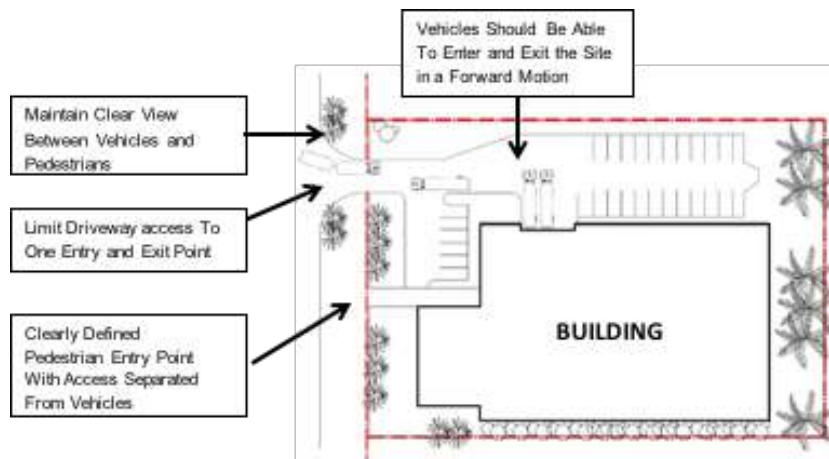 Vehicles Should Be Able
To Enter and Exit the Site
in a Forward Motion
Maintain Clear View
Between Vehicles and
Pedestrians
Limit Driveway access To
One Entry and Exit Point
Clearly Defined
Pedestrian Entry Point
With Access Separated
From Vehicles
BUILDING